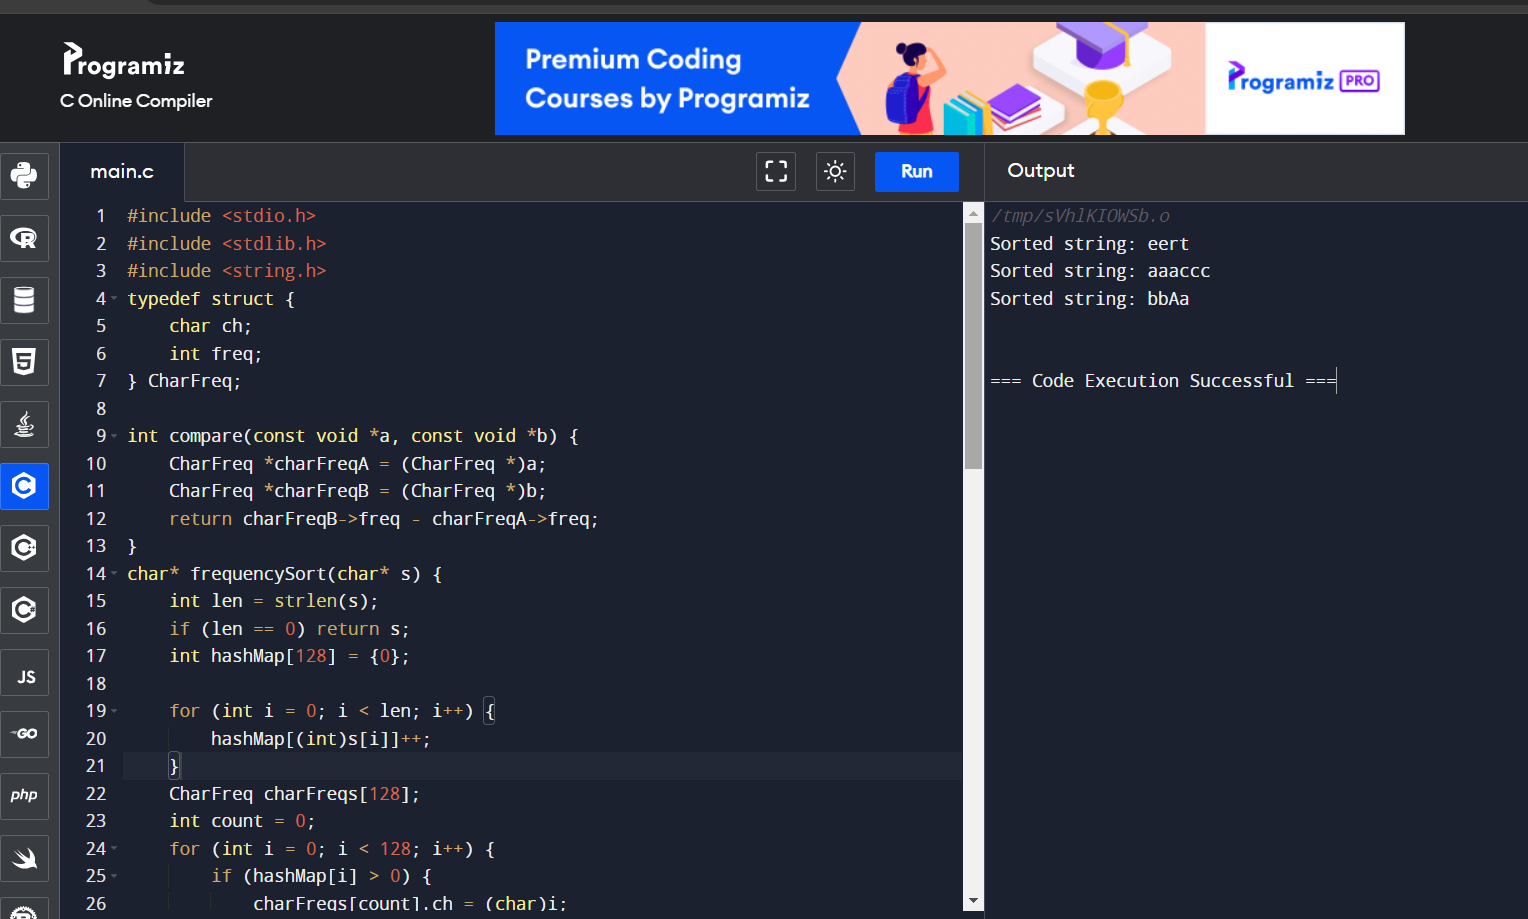 Programiz
C Online Compiler
Premium Coding
Courses by Programiz
Programiz PRO
main.c
Run
Output
1 #include <stdio.h>
2 #include <stdlib.h>
3 #include <string.h>
4 typedef struct {
5     char ch;
6     int freq;
7 } CharFreq;
8
9 int compare(const void *a, const void *b) {
10     CharFreq *charFreqA = (CharFreq *)a;
11     CharFreq *charFreqB = (CharFreq *)b;
12     return charFreqB->freq - charFreqA->freq;
13 }
14 char* frequencySort(char* s) {
15     int len = strlen(s);
16     if (len == 0) return s;
17     int hashMap[128] = {0};
18
19     for (int i = 0; i < len; i++) {
20         hashMap[(int)s[i]]++;
21     }
22     CharFreq charFreqs[128];
23     int count = 0;
24     for (int i = 0; i < 128; i++) {
25         if (hashMap[i] > 0) {
26             charFreqs[count].ch = (char)i;
/tmp/sVhlKIOWSb.o
Sorted string: eert
Sorted string: aaaccc
Sorted string: bbAa
=== Code Execution Successful ===
R
5
C
C++
C#
JS
GO
php